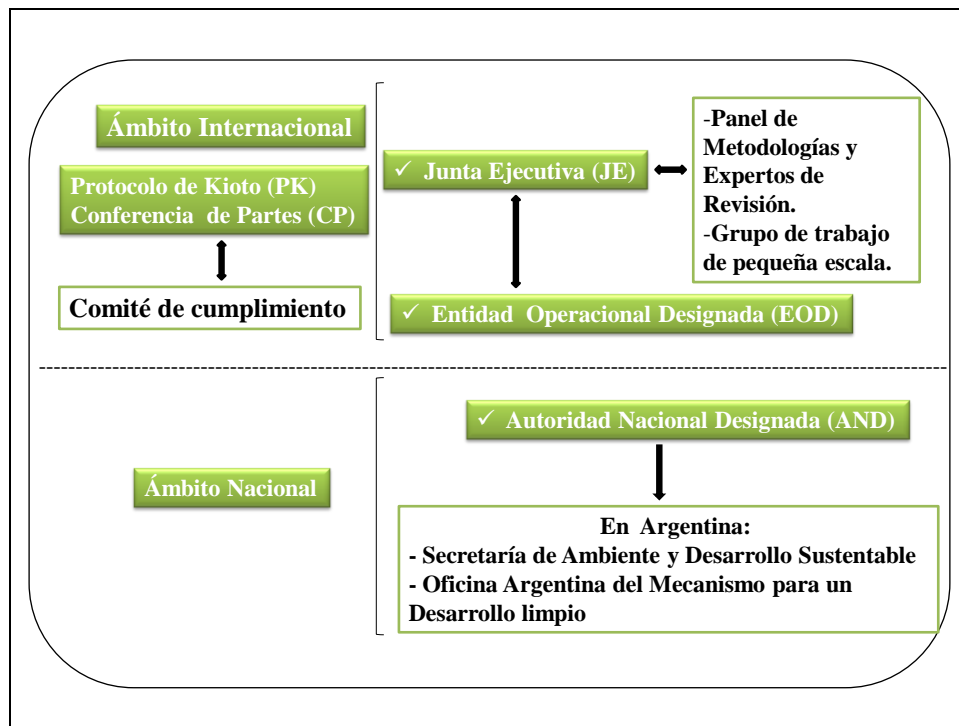 Ámbito Internacional
Protocolo de Kioto (PK)
Conferencia de Partes (CP)
Comité de cumplimiento
✓ Junta Ejecutiva (JE)
-Panel de
Metodologías y
Expertos de
Revisión.
-Grupo de trabajo
de pequeña escala.
✓ Entidad Operacional Designada (EOD)
Ámbito Nacional
✓ Autoridad Nacional Designada (AND)
En Argentina:
- Secretaría de Ambiente y Desarrollo Sustentable
- Oficina Argentina del Mecanismo para un
Desarrollo limpio